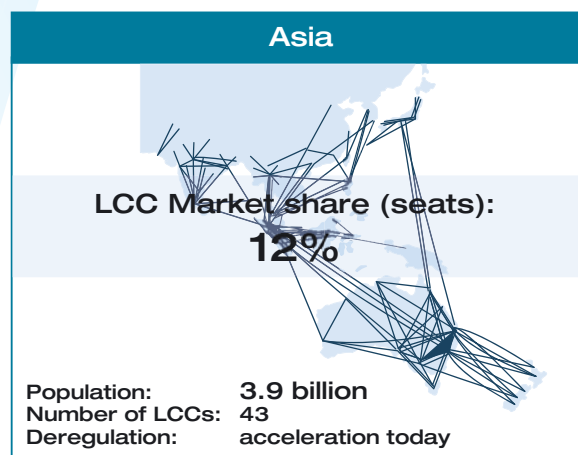 Asia
LCC Market share (seats):
12%
Population: 3.9 billion
Number of LCCs: 43
Deregulation: acceleration today